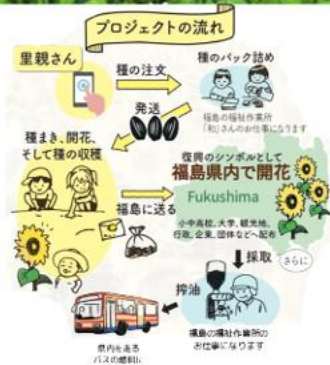 プロジェクトの流れ
里親さん
種の注文
種のパック詰め
福島の福祉作業所
「和」さんのお仕事になります
発送
種まき、開花、
そして種の収穫
福島に送る
復興のシンボルとして
福島県内で開花
Fukushima
小中高校、大学、観光地、
行政、企業、団体などへ配布
採取
さらに
搾油
福島の福祉作業所の
お仕事になります
県内を走る
バスの燃料に